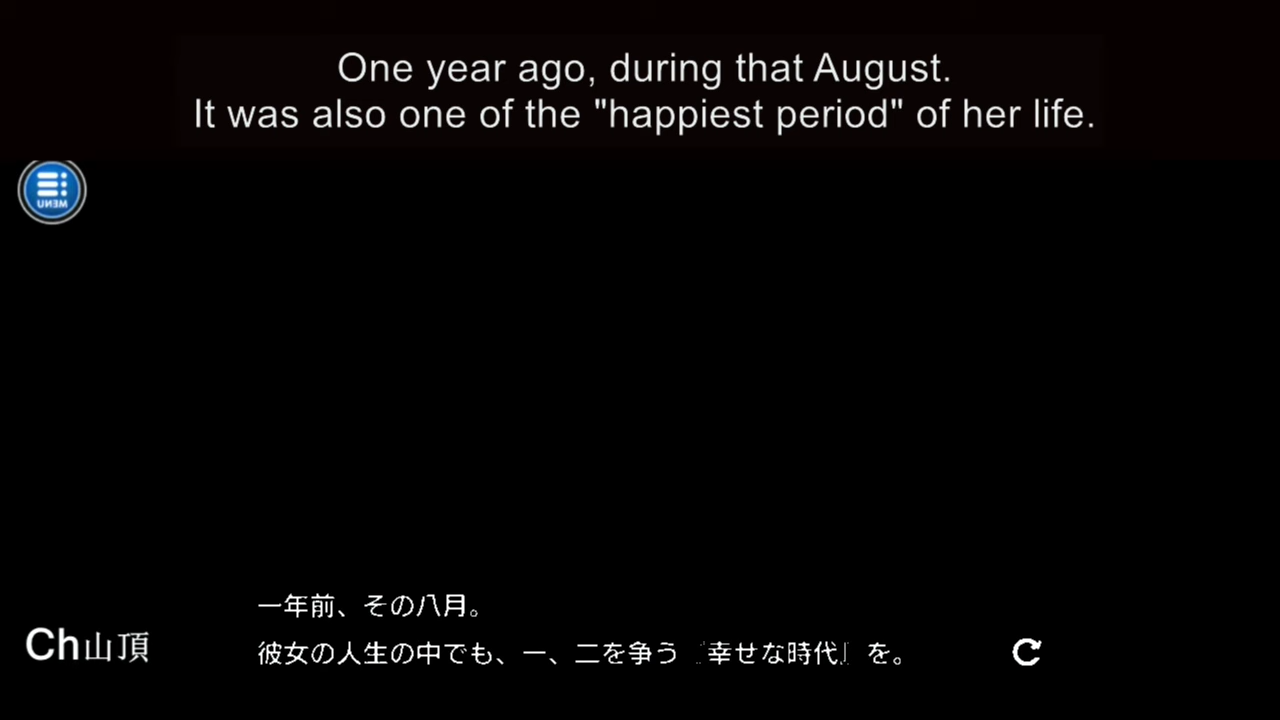 One year ago, during that August.
It was also one of the "happiest period" of her life.
MENU
一年前、その八月。
彼女の人生の中でも、一、二を争う『幸せな時代』を。
Ch山頂